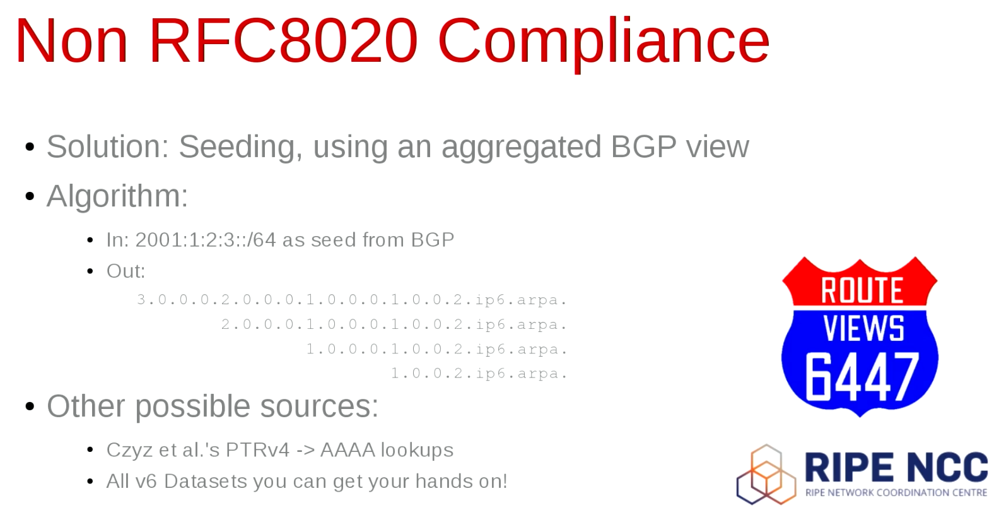 Non RFC8020 Compliance
• Solution: Seeding, using an aggregated BGP view
• Algorithm:
• In: 2001:1:2:3::/64 as seed from BGP
• Out:
3.0.0.0.2.0.0.0.1.0.0.0.1.0.0.2.ip6.arpa.
2.0.0.0.1.0.0.0.1.0.0.2.ip6.arpa.
1.0.0.0.1.0.0.2.ip6.arpa.
1.0.0.2.ip6.arpa.
• Other possible sources:
• Czyz et al.'s PTRv4 -> AAAA lookups
• All v6 Datasets you can get your hands on!
ROUTE
VIEWS
6447
RIPE NCC
RIPE NETWORK COORDINATION CENTRE